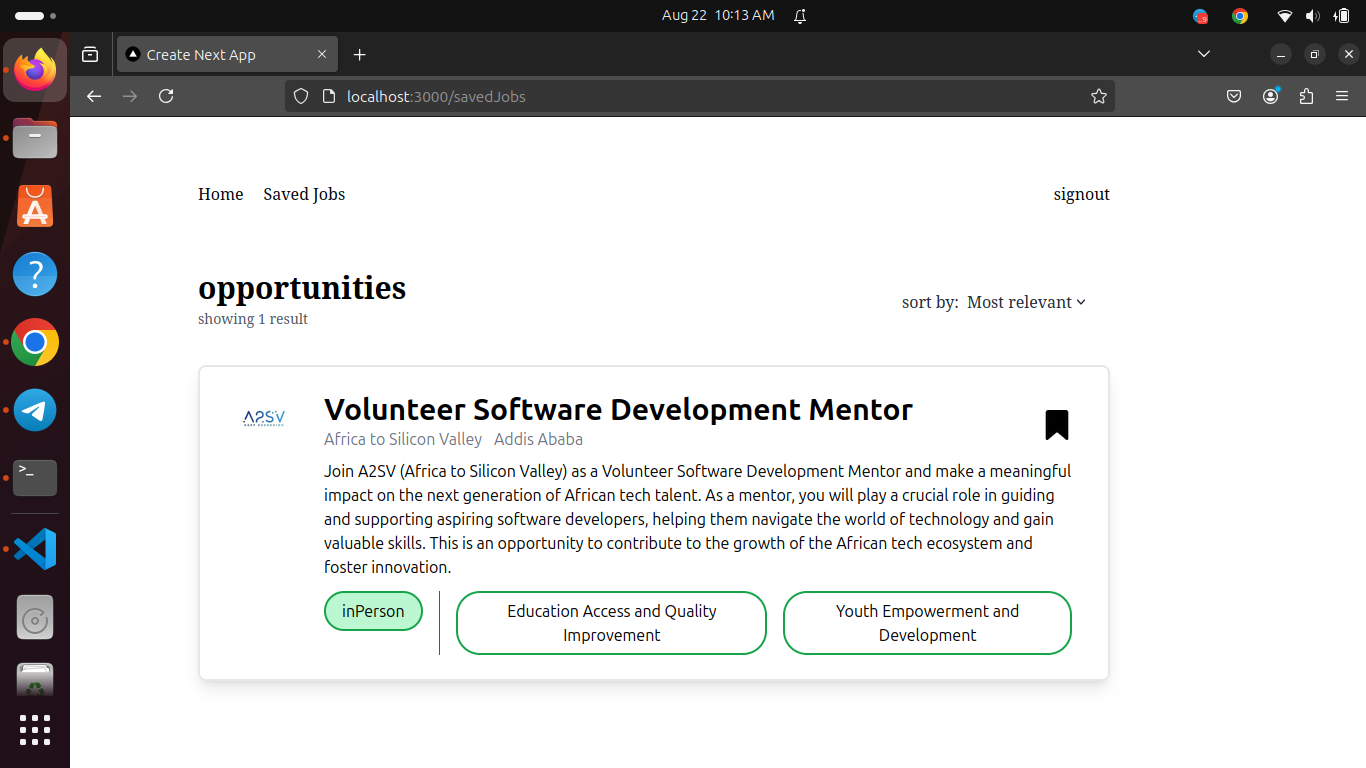 Aug 22 10:13 AM
Create Next App
localhost:3000/savedJobs
Home Saved Jobs signout
opportunities
showing 1 result
sort by: Most relevant
A2SV
Volunteer Software Development Mentor
Africa to Silicon Valley Addis Ababa
Join A2SV (Africa to Silicon Valley) as a Volunteer Software Development Mentor and make a meaningful
impact on the next generation of African tech talent. As a mentor, you will play a crucial role in guiding
and supporting aspiring software developers, helping them navigate the world of technology and gain
valuable skills. This is an opportunity to contribute to the growth of the African tech ecosystem and
foster innovation.
inPerson
Education Access and Quality
Improvement
Youth Empowerment and
Development